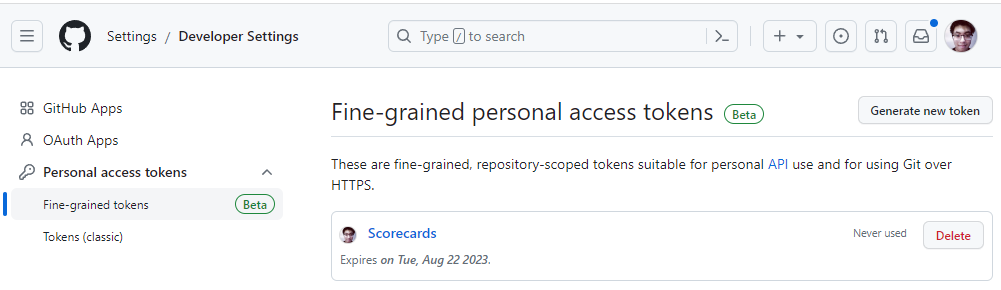 Settings / Developer Settings
Type / to search
GitHub Apps
OAuth Apps
Personal access tokens
Fine-grained tokens Beta
Tokens (classic)
Fine-grained personal access tokens Beta
Generate new token
These are fine-grained, repository-scoped tokens suitable for personal API use and for using Git over
HTTPS.
Scorecards
Never used
Delete
Expires on Tue, Aug 22 2023.